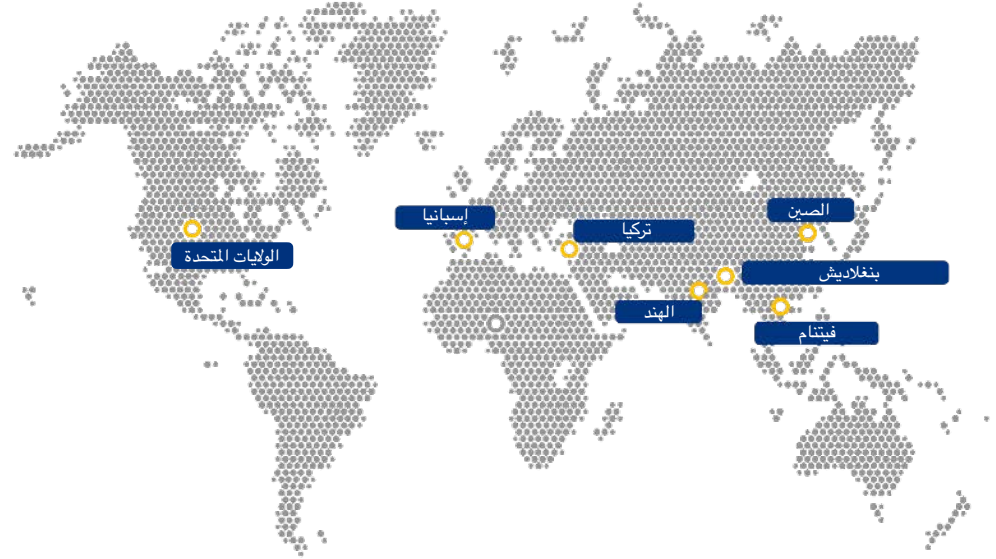 الصين
إسبانيا
تركيا
الولايات المتحدة
بنغلاديش
الهند
فيتنام